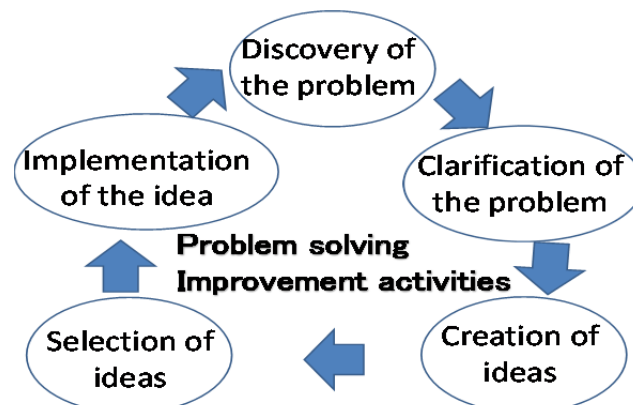 Discovery of
the problem
Clarification of
the problem
Creation of
ideas
Selection of
ideas
Implementation
of the idea
Problem solving
Improvement activities